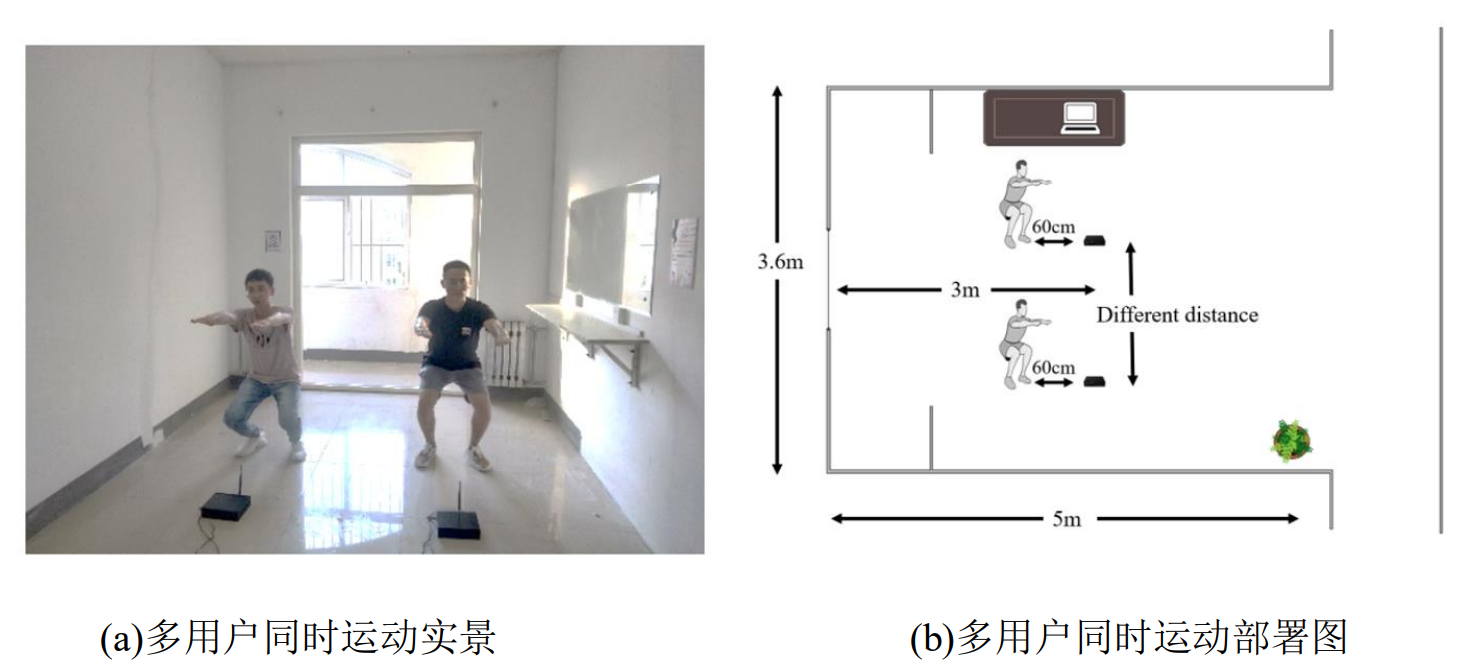 60cm
3.6m
3m
Different distance
60cm
5m
(a)多用户同时运动实景
(b)多用户同时运动部署图